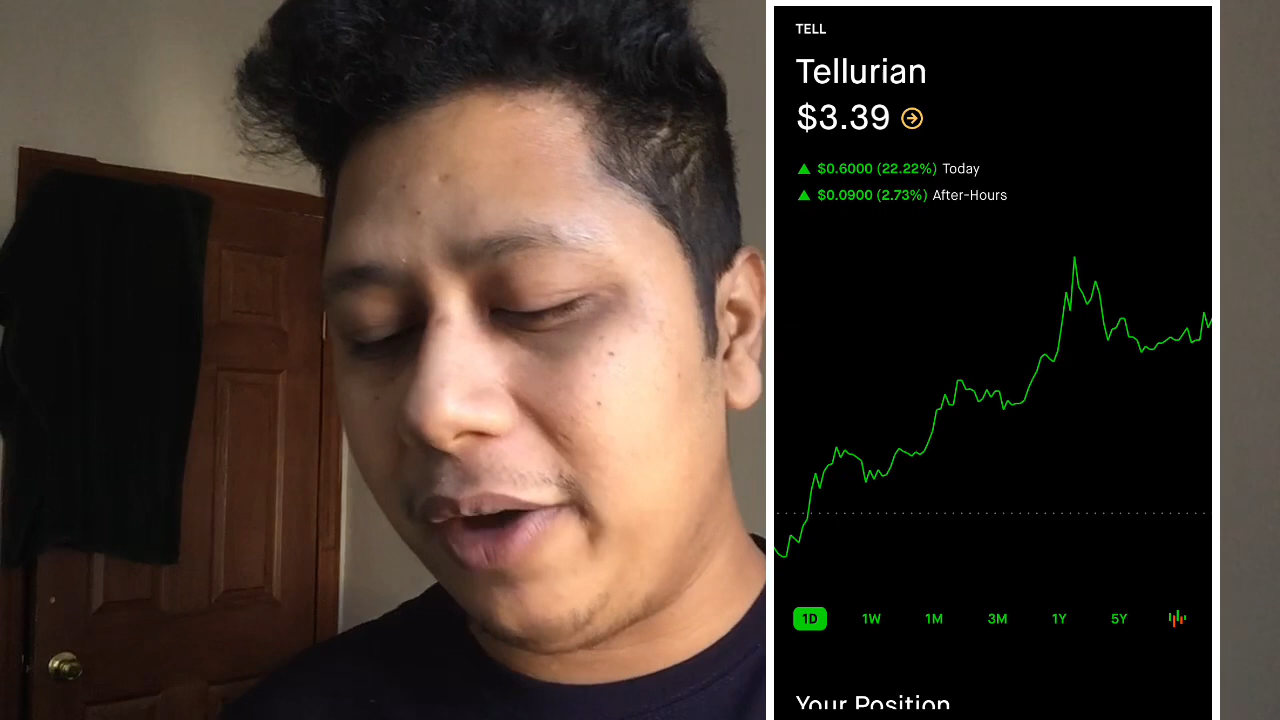 TELL
Tellurian
$3.39
▲ $0.6000 (22.22%) Today
▲ $0.0900 (2.73%) After-Hours
1D 1W 1M 3M 1Y 5Y
Your Position